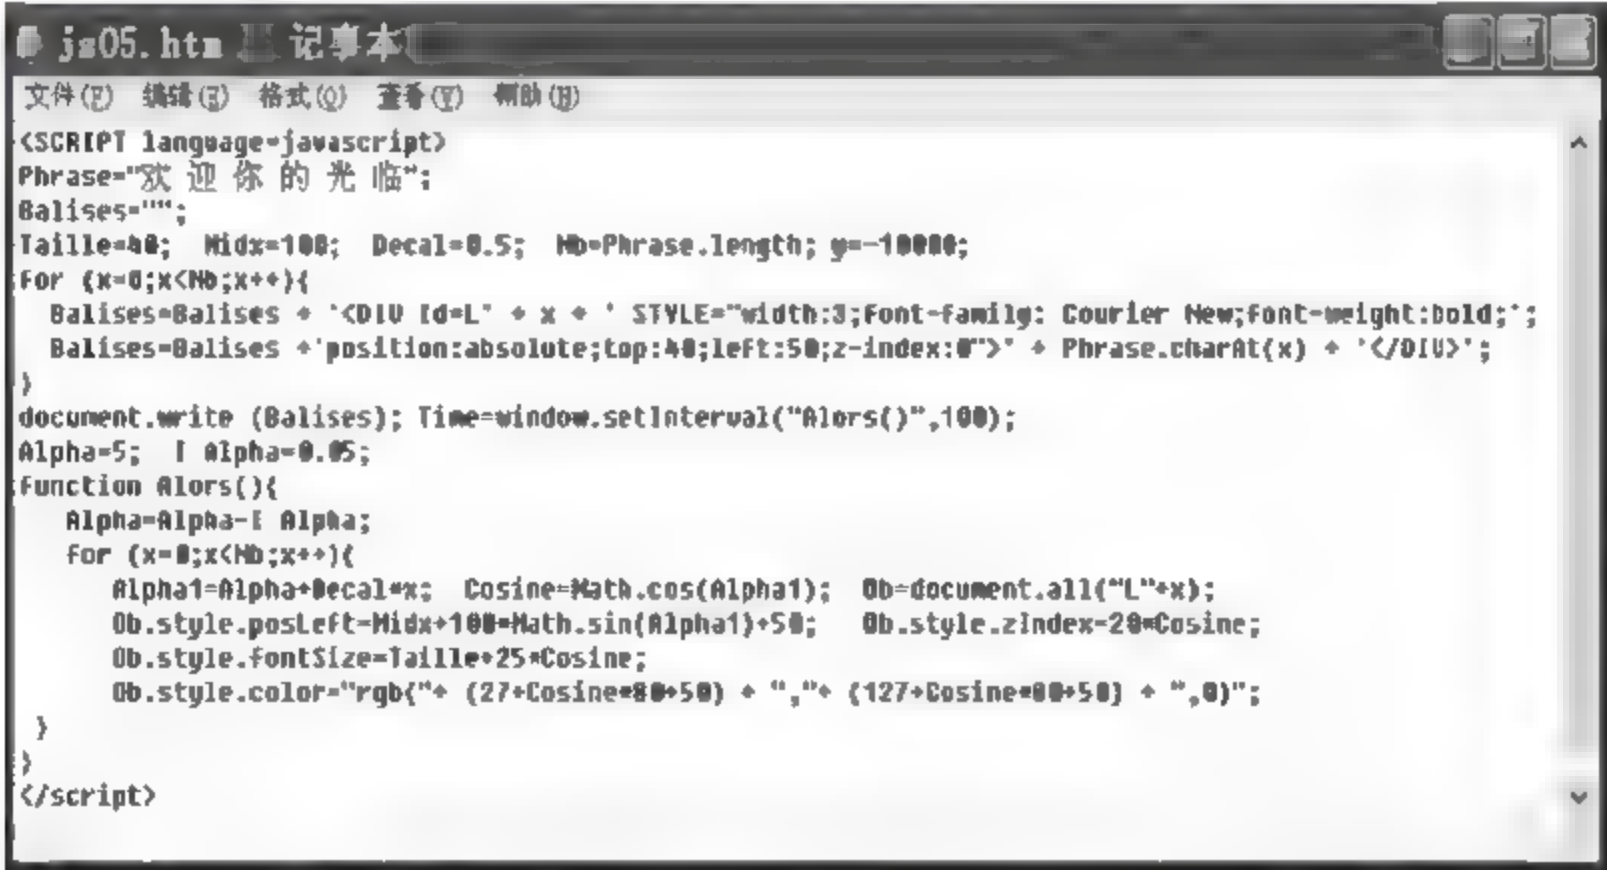 js05.htm 记事本
文件(F) 编辑(E) 格式(O) 查看(V) 帮助(H)
<SCRIPT language=javascript>
Phrase="欢 迎 你 的 光 临";
Balises="";
Taille=40; Midx=100; Decal=0.5; Nb=Phrase.length; y=-10000;
for (x=0;x<Nb;x++){
Balises=Balises + '<DIV Id=L' + x + ' STYLE="width:3;font-family: Courier New;font-weight:bold;';
Balises=Balises +'position:absolute;top:40;left:50;z-index:0">' + Phrase.charAt(x) + '</DIV>';
}
document.write (Balises); Time=window.setInterval("Alors()",100);
Alpha=5; I Alpha=0.05;
function Alors(){
Alpha=Alpha-I Alpha;
for (x=0;x<Nb;x++){
Alpha1=Alpha+Decal*x; Cosine=Math.cos(Alpha1); Ob=document.all("L"+x);
Ob.style.posLeft=Midx+100*Math.sin(Alpha1)+50; Ob.style.zIndex=20*Cosine;
Ob.style.fontSize=Taille+25*Cosine;
Ob.style.color="rgb("+ (27+Cosine*80+50) + ","+ (127+Cosine*80+50) + ",0)";
}
}
</script>